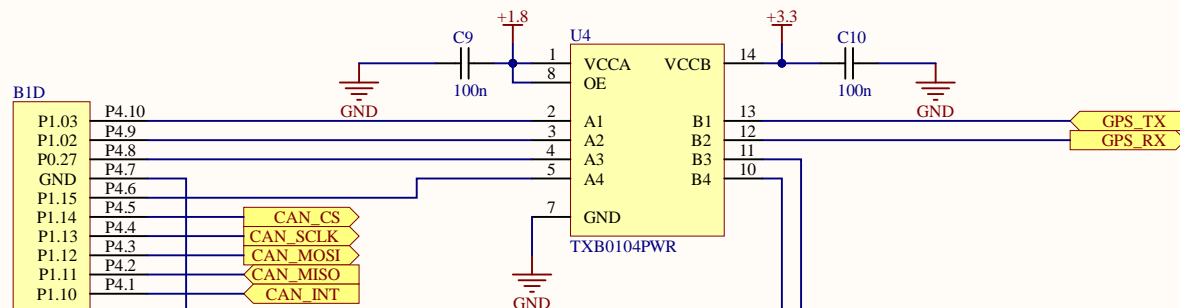 +1.8 +3.3
C9 U4 C10
1 VCCA VCCB 14
8 OE
100n 100n
GND GND
B1D
P1.03 P4.10 2 A1 B1 13 GPS_TX
P1.02 P4.9 3 A2 B2 12 GPS_RX
P0.27 P4.8 4 A3 B3 11
GND P4.7 5 A4 B4 10
P1.15 P4.6
P1.14 P4.5 CAN_CS 7 GND
P1.13 P4.4 CAN_SCLK TXB0104PWR
P1.12 P4.3 CAN_MOSI
P1.11 P4.2 CAN_MISO
P1.10 P4.1 CAN_INT GND